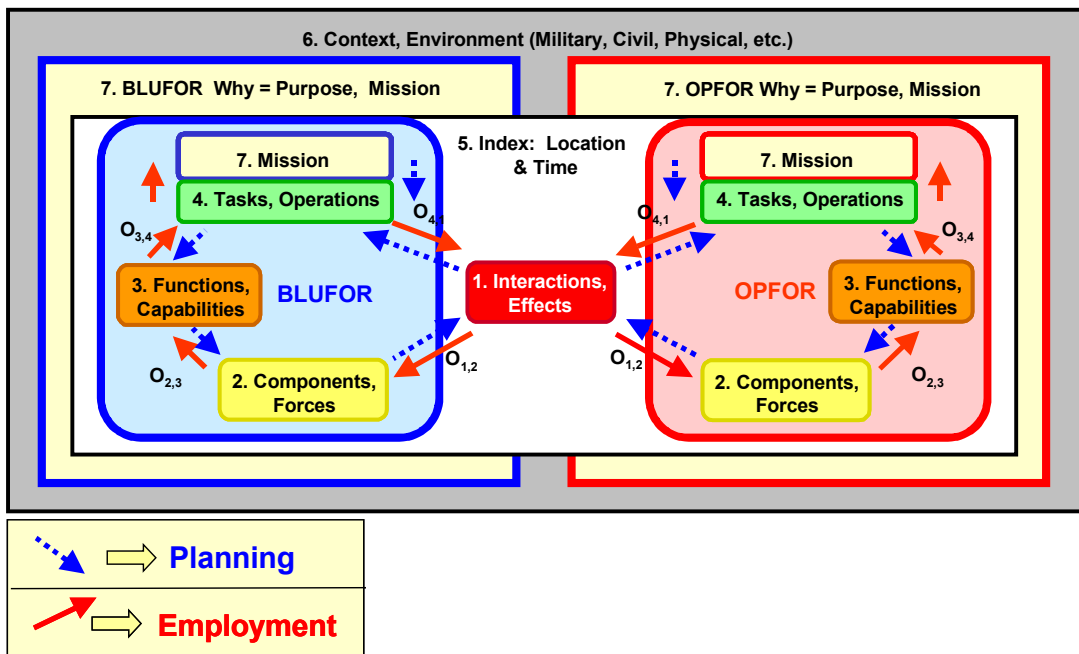 6. Context, Environment (Military, Civil, Physical, etc.)
7. BLUFOR  Why = Purpose,  Mission
7. OPFOR Why = Purpose, Mission
5. Index:  Location
& Time
7. Mission
4. Tasks, Operations
O3,4
O4,1
3. Functions,
Capabilities
BLUFOR
O2,3
2. Components,
Forces
O1,2
1. Interactions,
Effects
7. Mission
4. Tasks, Operations
O4,1
O3,4
OPFOR
3. Functions,
Capabilities
O1,2
2. Components,
Forces
O2,3
Planning
Employment